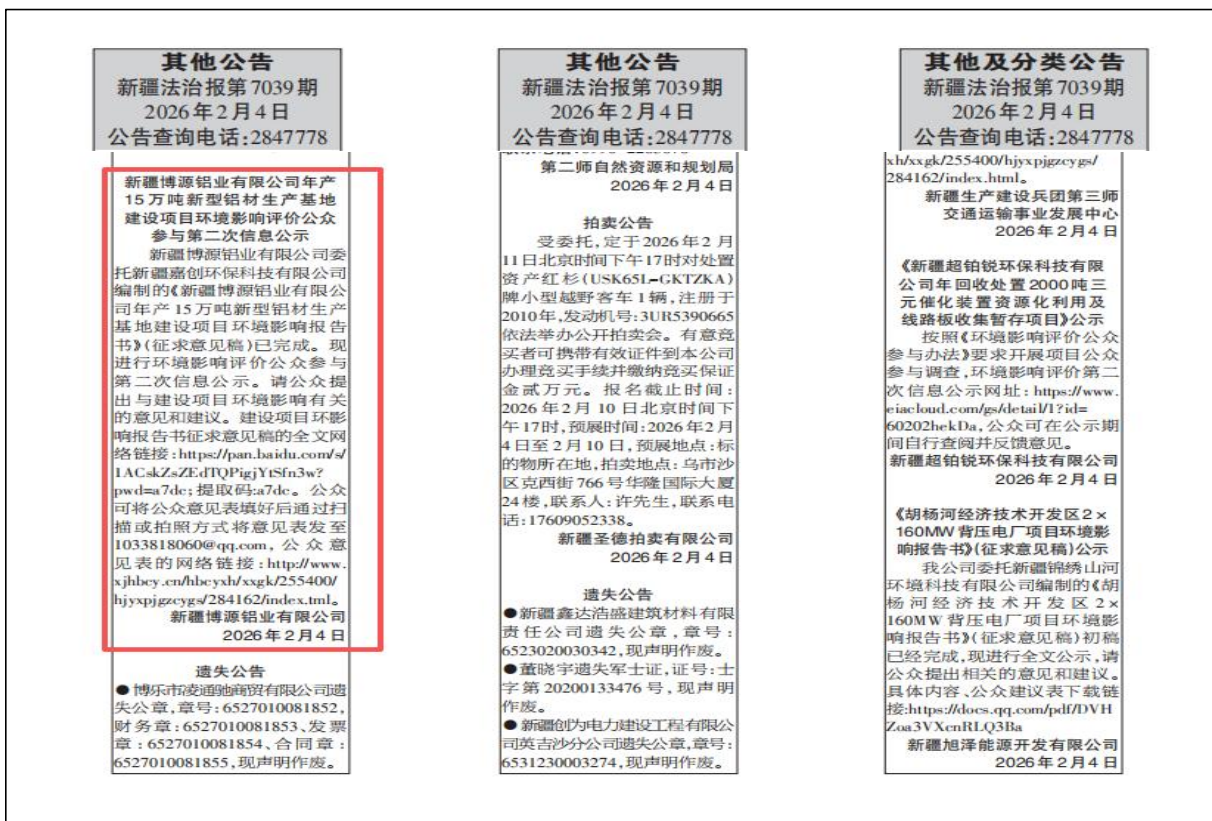 其他公告
新疆法治报第7039期
2026年2月4日
公告查询电话:2847778
新疆博源铝业有限公司年产
15万吨新型铝材生产基地
建设项目环境影响评价公众
参与第二次信息公示
新疆博源铝业有限公司委
托新疆嘉创环保科技有限公司
编制的《新疆博源铝业有限公
司年产15万吨新型铝材生产
基地建设项目环境影响报告
书》(征求意见稿)已完成。现
进行环境影响评价公众参与
第二次信息公示。请公众提
出与建设项目环境影响有关
的意见和建议。建设项目环影
响报告书征求意见稿的全文网
络链接:https://pan.baidu.com/s/
1ACskZsZEdTQPigjYtSfn3w?
pwd=a7dc;提取码:a7dc。公众
可将公众意见表填好后通过扫
描或拍照方式将意见表发至
1033818060@qq.com,公众意
见表的网络链接:http://www.
xjhbcy.cn/hbcyxh/xxgk/255400/
hjyxpjgzcygs/284162/index.tml。
新疆博源铝业有限公司
2026年2月4日
遗失公告
●博乐市凌通驰商贸有限公司遗
失公章,章号:6527010081852,
财务章:6527010081853、发票
章:6527010081854、合同章:
6527010081855,现声明作废。
其他公告
新疆法治报第7039期
2026年2月4日
公告查询电话:2847778
第二师自然资源和规划局
2026年2月4日
拍卖公告
受委托,定于2026年2月
11日北京时间下午17时对处置
资产红杉(USK65L-GKTZKA)
牌小型越野客车1辆,注册于
2010年,发动机号:3UR5390665
依法举办公开拍卖会。有意竞
买者可携带有效证件到本公司
办理竞买手续并缴纳竞买保证
金贰万元。报名截止时间:
2026年2月10日北京时间下
午17时,预展时间:2026年2月
4日至2月10日,预展地点:标
的物所在地,拍卖地点:乌市沙
区克西街766号华隆国际大厦
24楼,联系人:许先生,联系电
话:17609052338。
新疆圣德拍卖有限公司
2026年2月4日
遗失公告
●新疆鑫达浩盛建筑材料有限
责任公司遗失公章,章号:
6523020030342,现声明作废。
●董晓宇遗失军士证,证号:士
字第20200133476号,现声明
作废。
●新疆创为电力建设工程有限公
司英吉沙分公司遗失公章,章号:
6531230003274,现声明作废。
其他及分类公告
新疆法治报第7039期
2026年2月4日
公告查询电话:2847778
xh/xxgk/255400/hjyxpjgzcygs/
284162/index.html。
新疆生产建设兵团第三师
交通运输事业发展中心
2026年2月4日
《新疆超铂锐环保科技有限
公司年回收处置2000吨三
元催化装置资源化利用及
线路板收集暂存项目》公示
按照《环境影响评价公众
参与办法》要求开展项目公众
参与调查,环境影响评价第二
次信息公示网址:https://www.
eiacloud.com/gs/detail/1?id=
60202hekDa,公众可在公示期
间自行查阅并反馈意见。
新疆超铂锐环保科技有限公司
2026年2月4日
《胡杨河经济技术开发区2×
160MW背压电厂项目环境影
响报告书》(征求意见稿)公示
我公司委托新疆锦绣山河
环境科技有限公司编制的《胡
杨河经济技术开发区2×
160MW背压电厂项目环境影
响报告书》(征求意见稿)初稿
已经完成,现进行全文公示,请
公众提出相关的意见和建议。
具体内容、公众建议表下载链
接:https://docs.qq.com/pdf/DVH
Zoa3VXcnRLQ3Ba
新疆旭泽能源开发有限公司
2026年2月4日